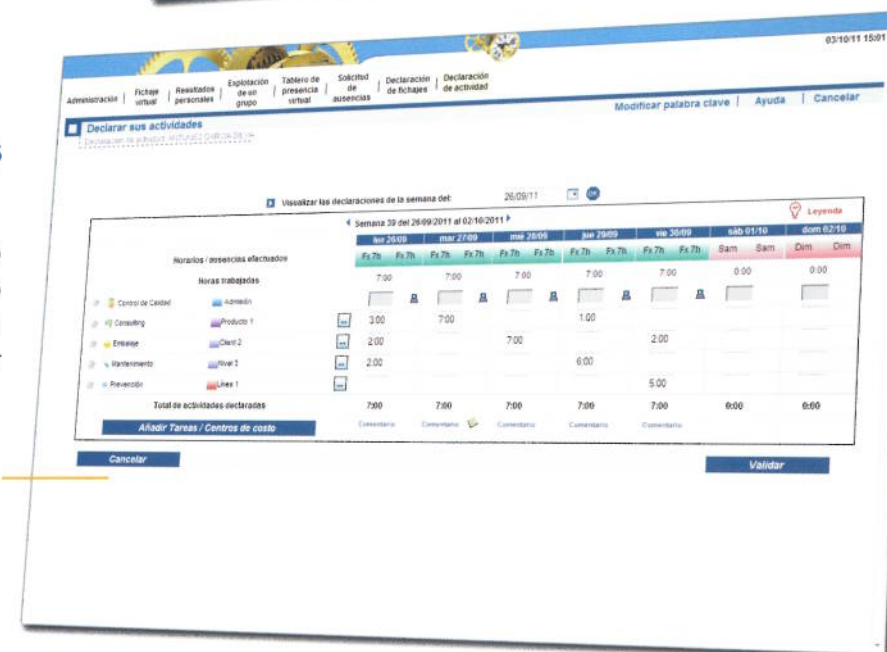 03/10/11 15:01
Administración | Fichaje virtual | Resultados personales | Explotación de un grupo | Tablero de presencia virtual | Solicitud de ausencias | Declaración de fichajes | Declaración de actividad
Modificar palabra clave | Ayuda | Cancelar
Declarar sus actividades
Visualizar las declaraciones de la semana del: 26/09/11 OK
Semana 39 del 26/09/2011 al 02/10/2011
Leyenda
lun 26/09 mar 27/09 mié 28/09 jue 29/09 vie 30/09 sáb 01/10 dom 02/10
Horarios / ausencias efectuados Fx 7h Fx 7h Fx 7h Fx 7h Fx 7h Fx 7h Fx 7h Fx 7h Fx 7h Fx 7h Sam Sam Dim Dim
Horas trabajadas 7:00 7:00 7:00 7:00 7:00 0:00 0:00
Control de Calidad Admisión
Consulting Producto 1 3:00 7:00 1:00
Embalaje Client 2 2:00 7:00 2:00
Mantenimiento Nivel 2 2:00 6:00
Prevención Línea 1 5:00
Total de actividades declaradas 7:00 7:00 7:00 7:00 7:00 0:00 0:00
Añadir Tareas / Centros de costo Comentario Comentario Comentario Comentario Comentario
Cancelar Validar